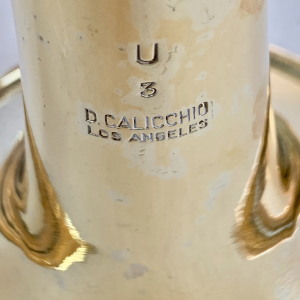 U
3
D. CALICCHIO
LOS ANGELES